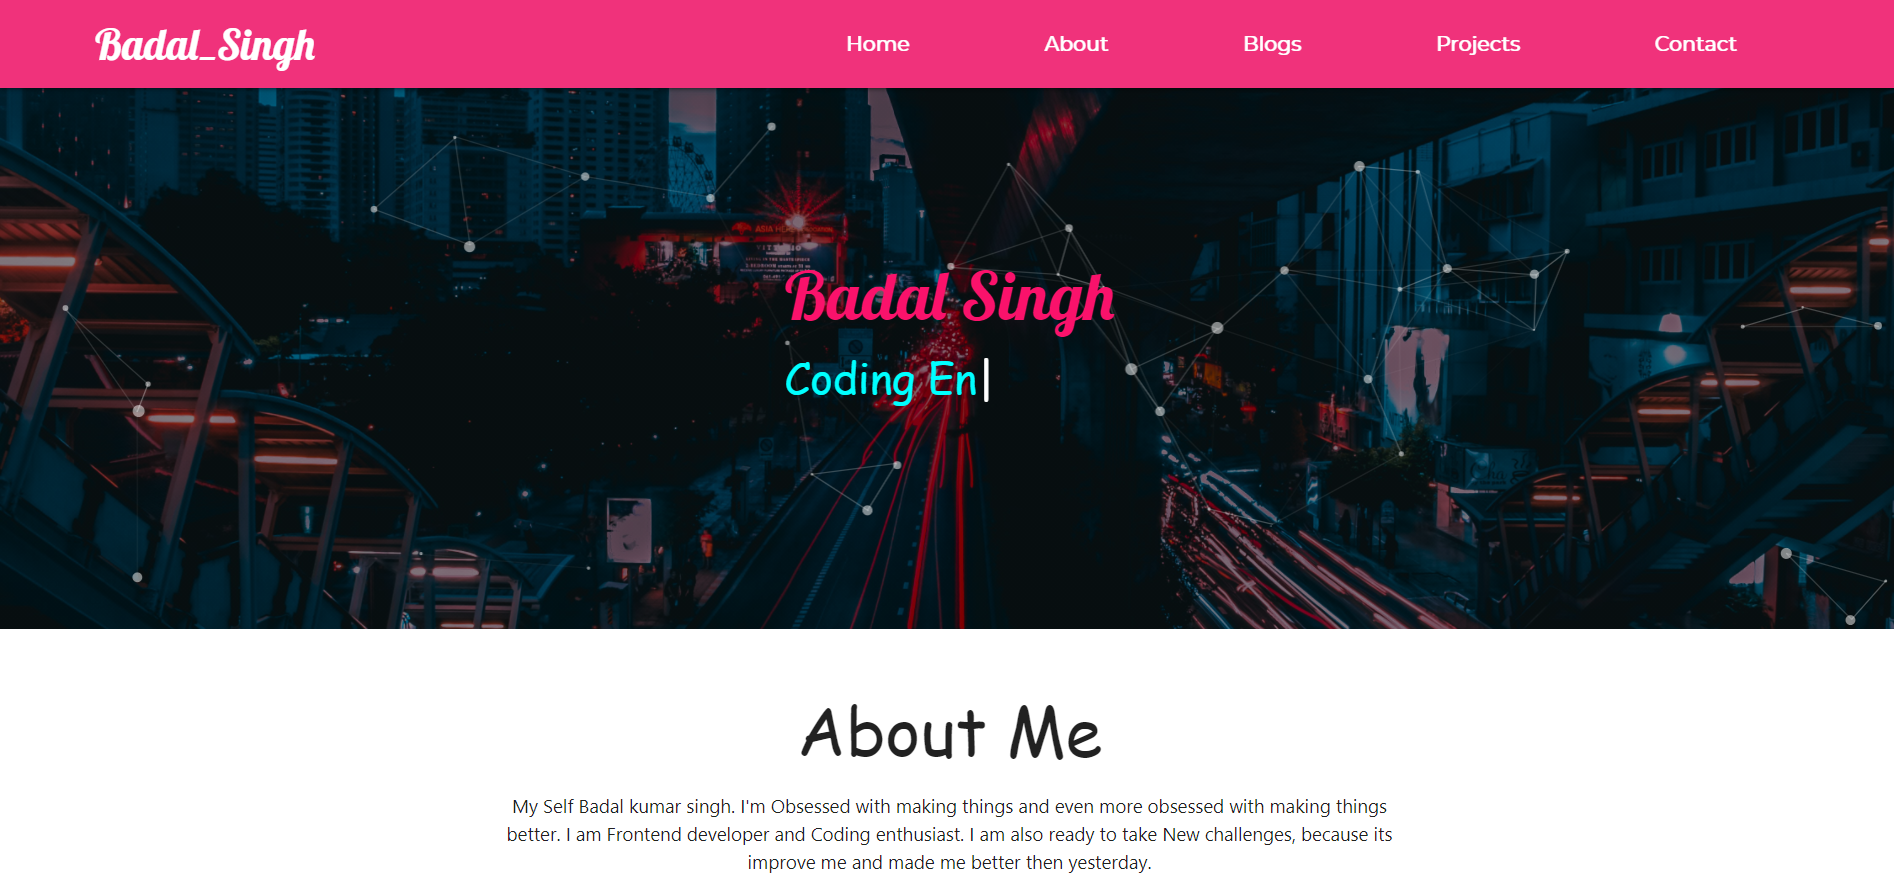 Badal_Singh
Home About Blogs Projects Contact
Badal Singh
Coding En
About Me
My Self Badal kumar singh. I'm Obsessed with making things and even more obsessed with making things
better. I am Frontend developer and Coding enthusiast. I am also ready to take New challenges, because its
improve me and made me better then yesterday.